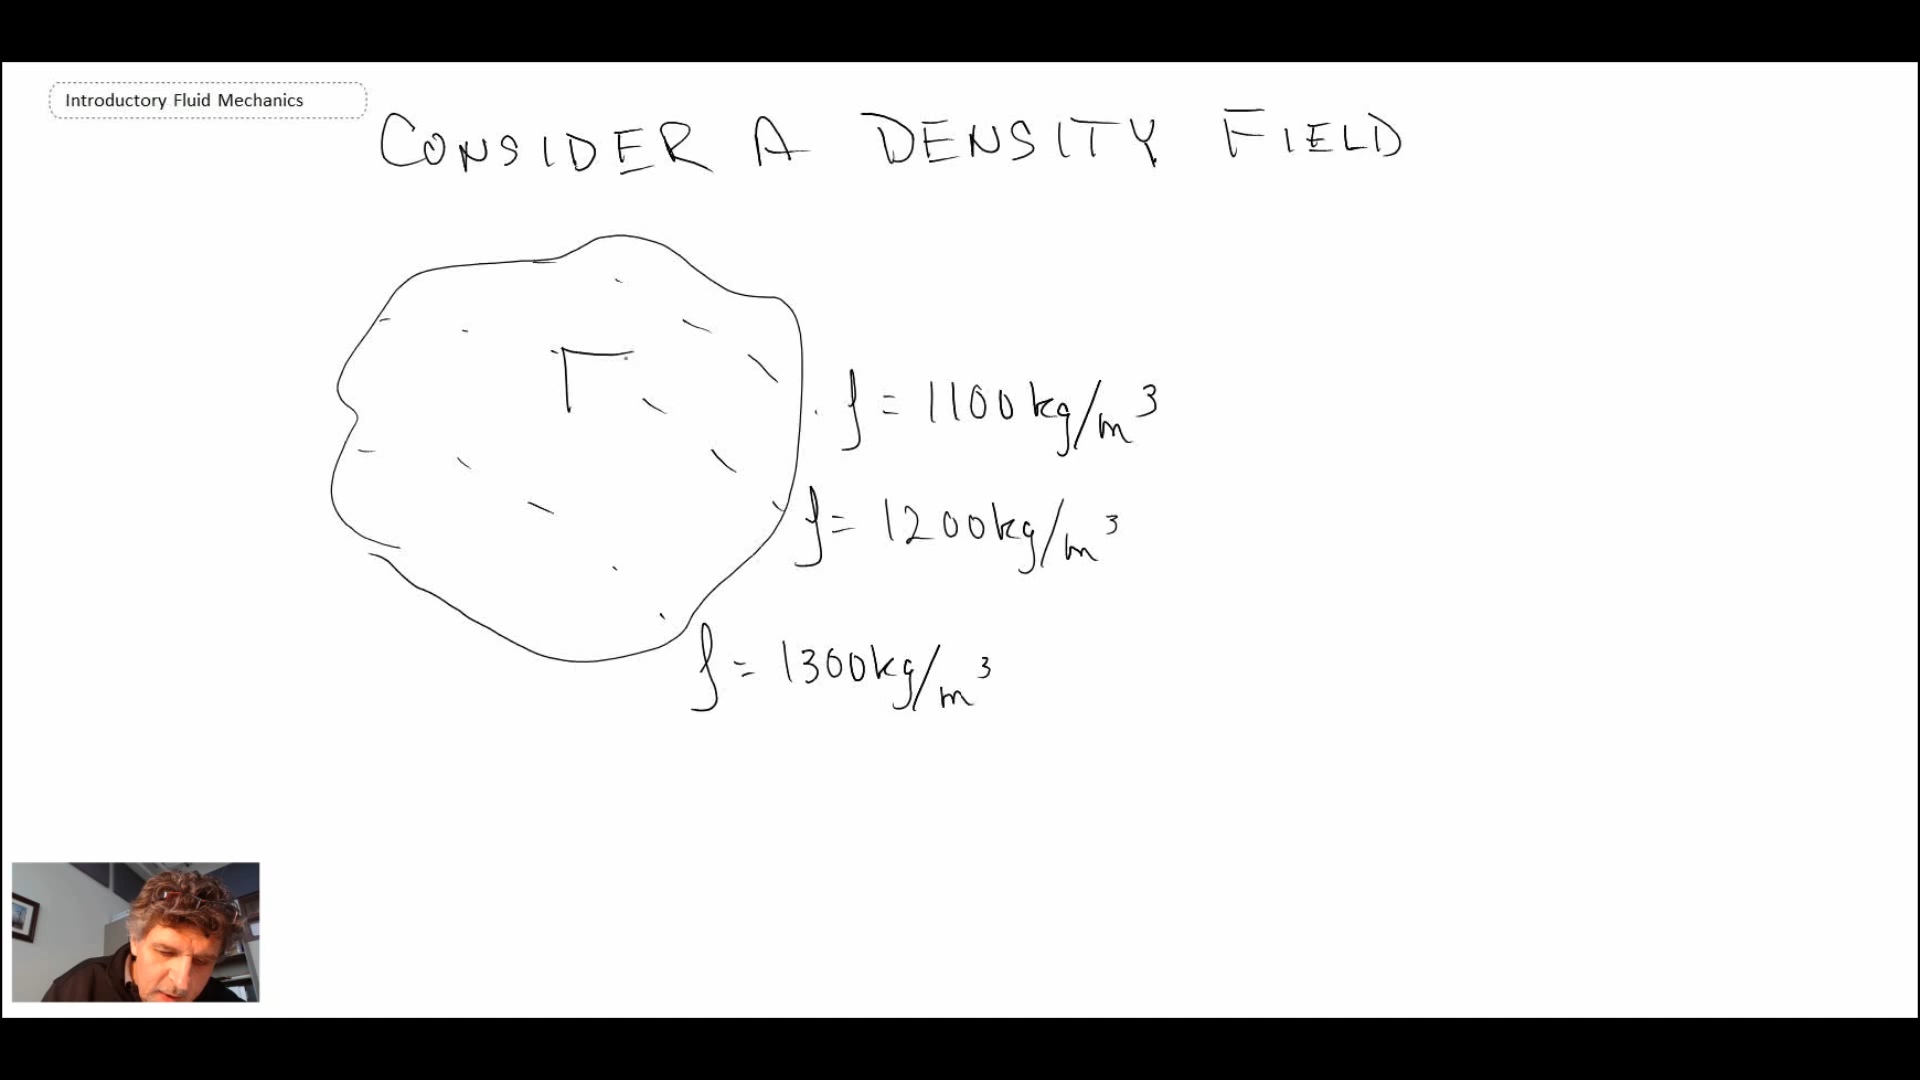 Introductory Fluid Mechanics
CONSIDER A DENSITY FIELD
ρ = 1100 kg/m³
ρ = 1200 kg/m³
ρ = 1300 kg/m³